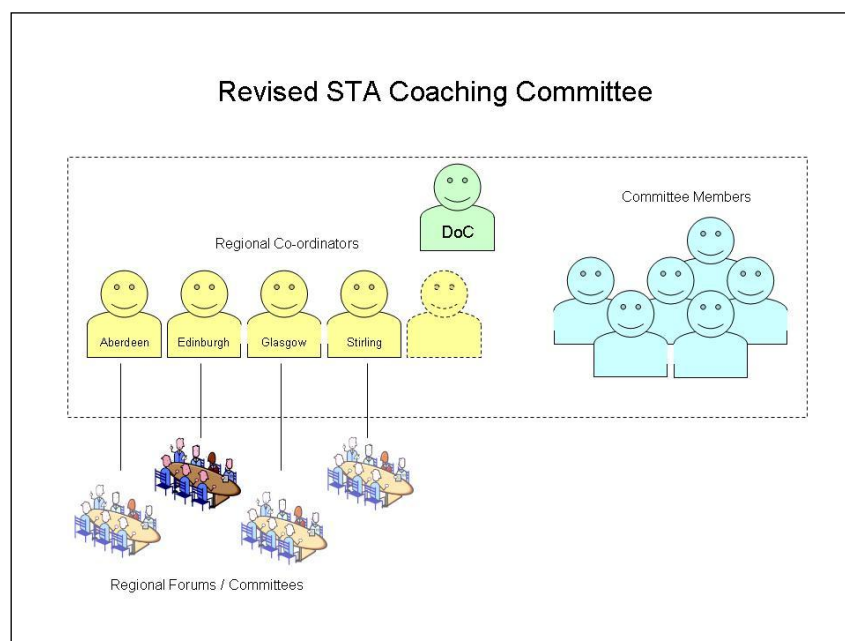 Revised STA Coaching Committee
Committee Members
DoC
Regional Co-ordinators
Aberdeen
Edinburgh
Glasgow
Stirling
Regional Forums / Committees